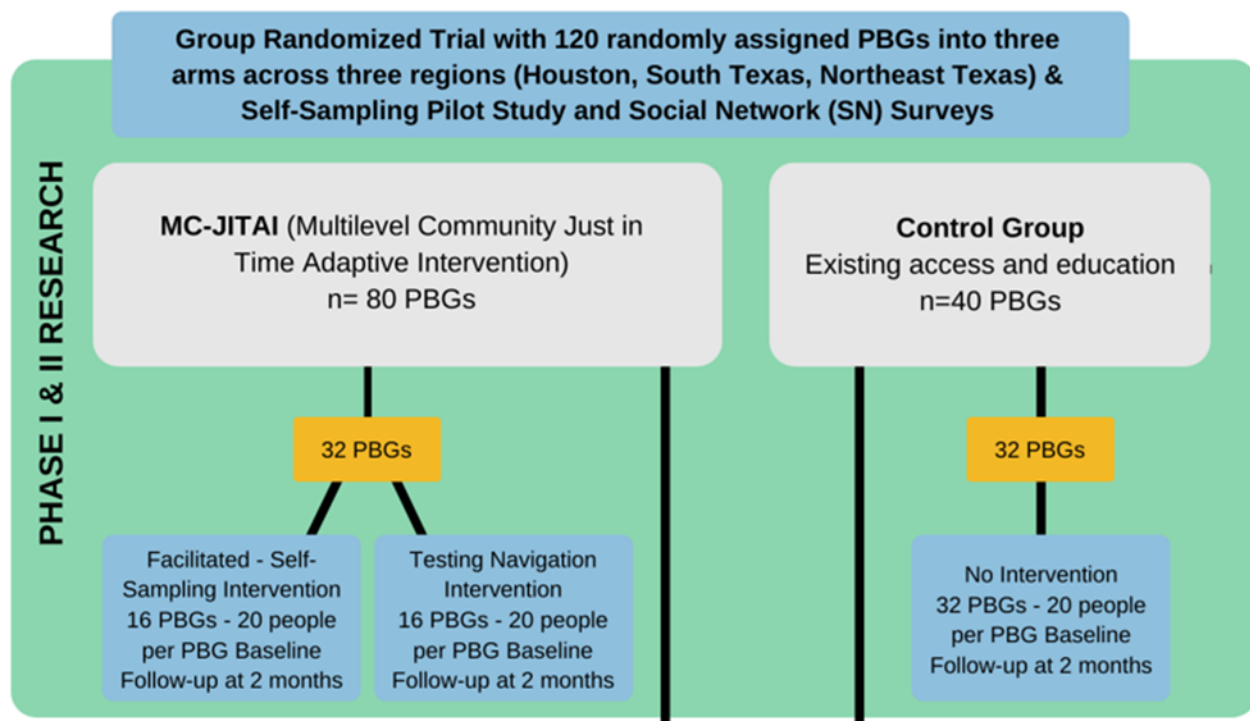 Group Randomized Trial with 120 randomly assigned PBGs into three
arms across three regions (Houston, South Texas, Northeast Texas) &
Self-Sampling Pilot Study and Social Network (SN) Surveys
PHASE I & II RESEARCH
MC-JITAI (Multilevel Community Just in
Time Adaptive Intervention)
n= 80 PBGs
Control Group
Existing access and education
n=40 PBGs
32 PBGs
32 PBGs
Facilitated - Self-
Sampling Intervention
16 PBGs - 20 people
per PBG Baseline
Follow-up at 2 months
Testing Navigation
Intervention
16 PBGs - 20 people
per PBG Baseline
Follow-up at 2 months
No Intervention
32 PBGs - 20 people
per PBG Baseline
Follow-up at 2 months